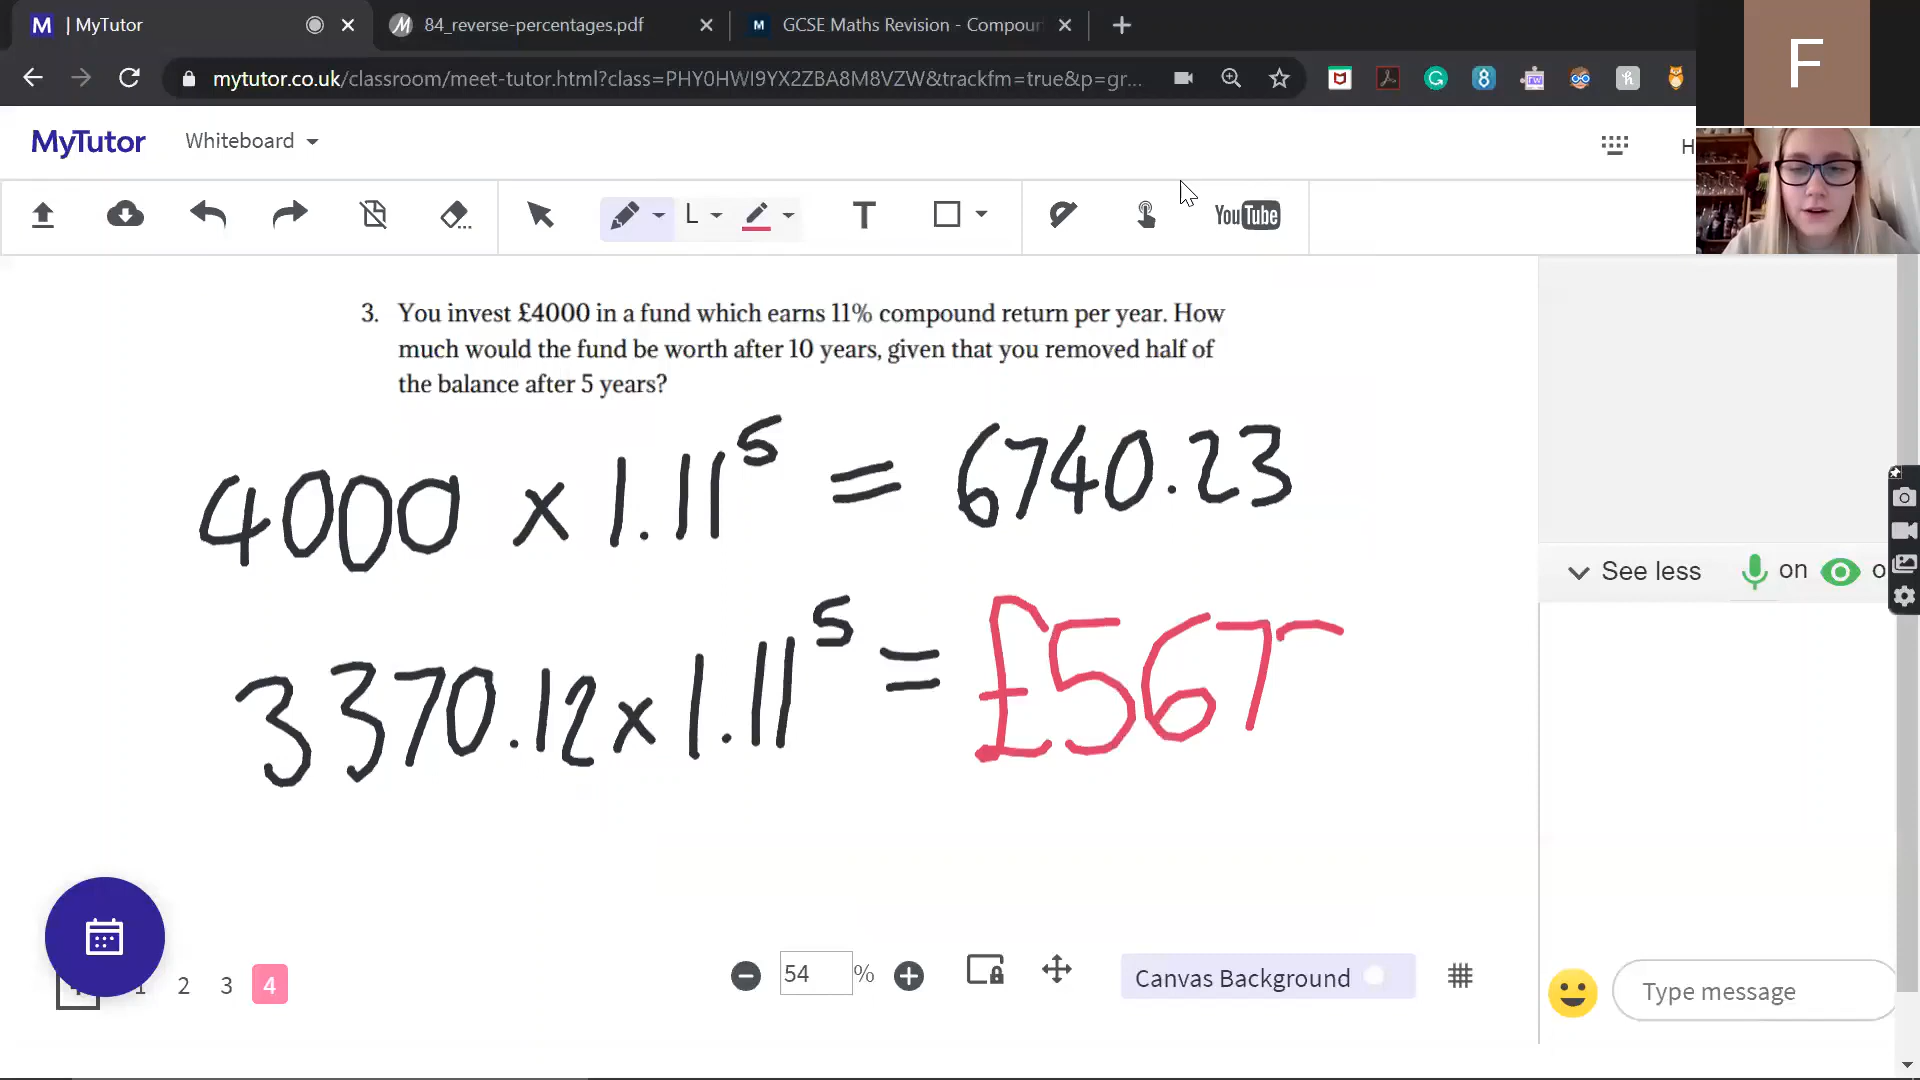 M | MyTutor
84_reverse-percentages.pdf
M GCSE Maths Revision - Compour
mytutor.co.uk/classroom/meet-tutor.html?class=PHY0HWI9YX2ZBA8M8VZW&trackfm=true&p=gr...
F
MyTutor Whiteboard
H
L T YouTube
3. You invest £4000 in a fund which earns 11% compound return per year. How
much would the fund be worth after 10 years, given that you removed half of
the balance after 5 years?
4000 x 1.11⁵ = 6740.23
See less on o
3370.12 x 1.11⁵ = £567
1 2 3 4
54 %
Canvas Background
Type message